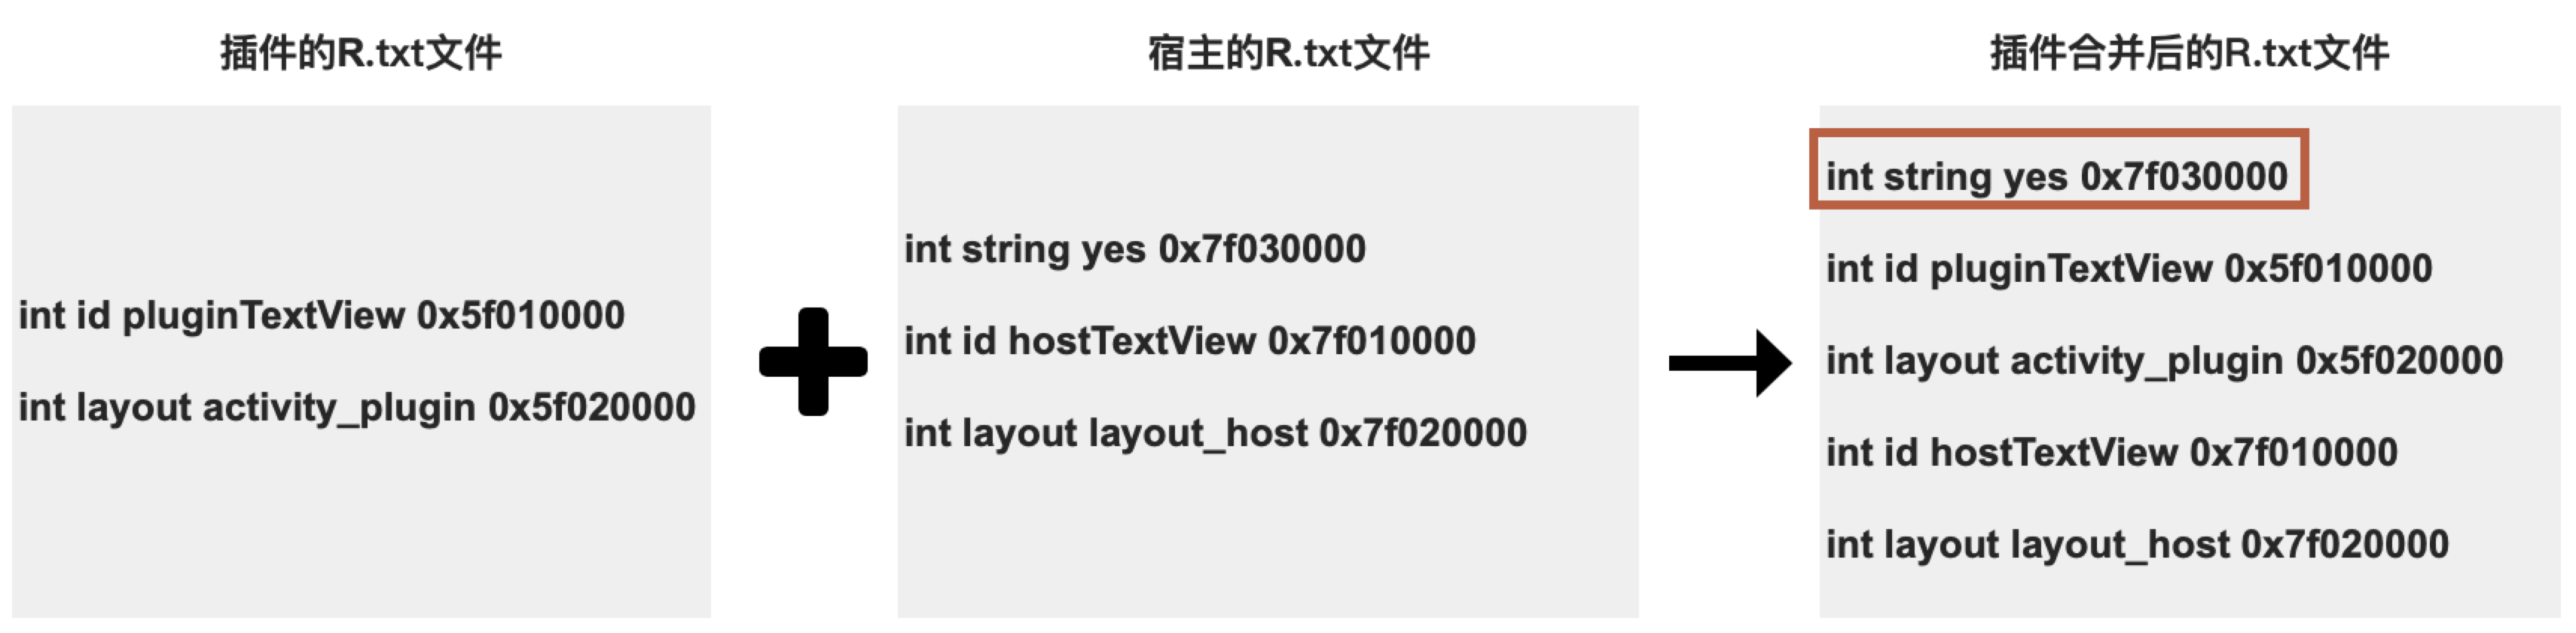 插件的R.txt文件
int id pluginTextView 0x5f010000
int layout activity_plugin 0x5f020000
宿主的R.txt文件
int string yes 0x7f030000
int id hostTextView 0x7f010000
int layout layout_host 0x7f020000
插件合并后的R.txt文件
int string yes 0x7f030000
int id pluginTextView 0x5f010000
int layout activity_plugin 0x5f020000
int id hostTextView 0x7f010000
int layout layout_host 0x7f020000